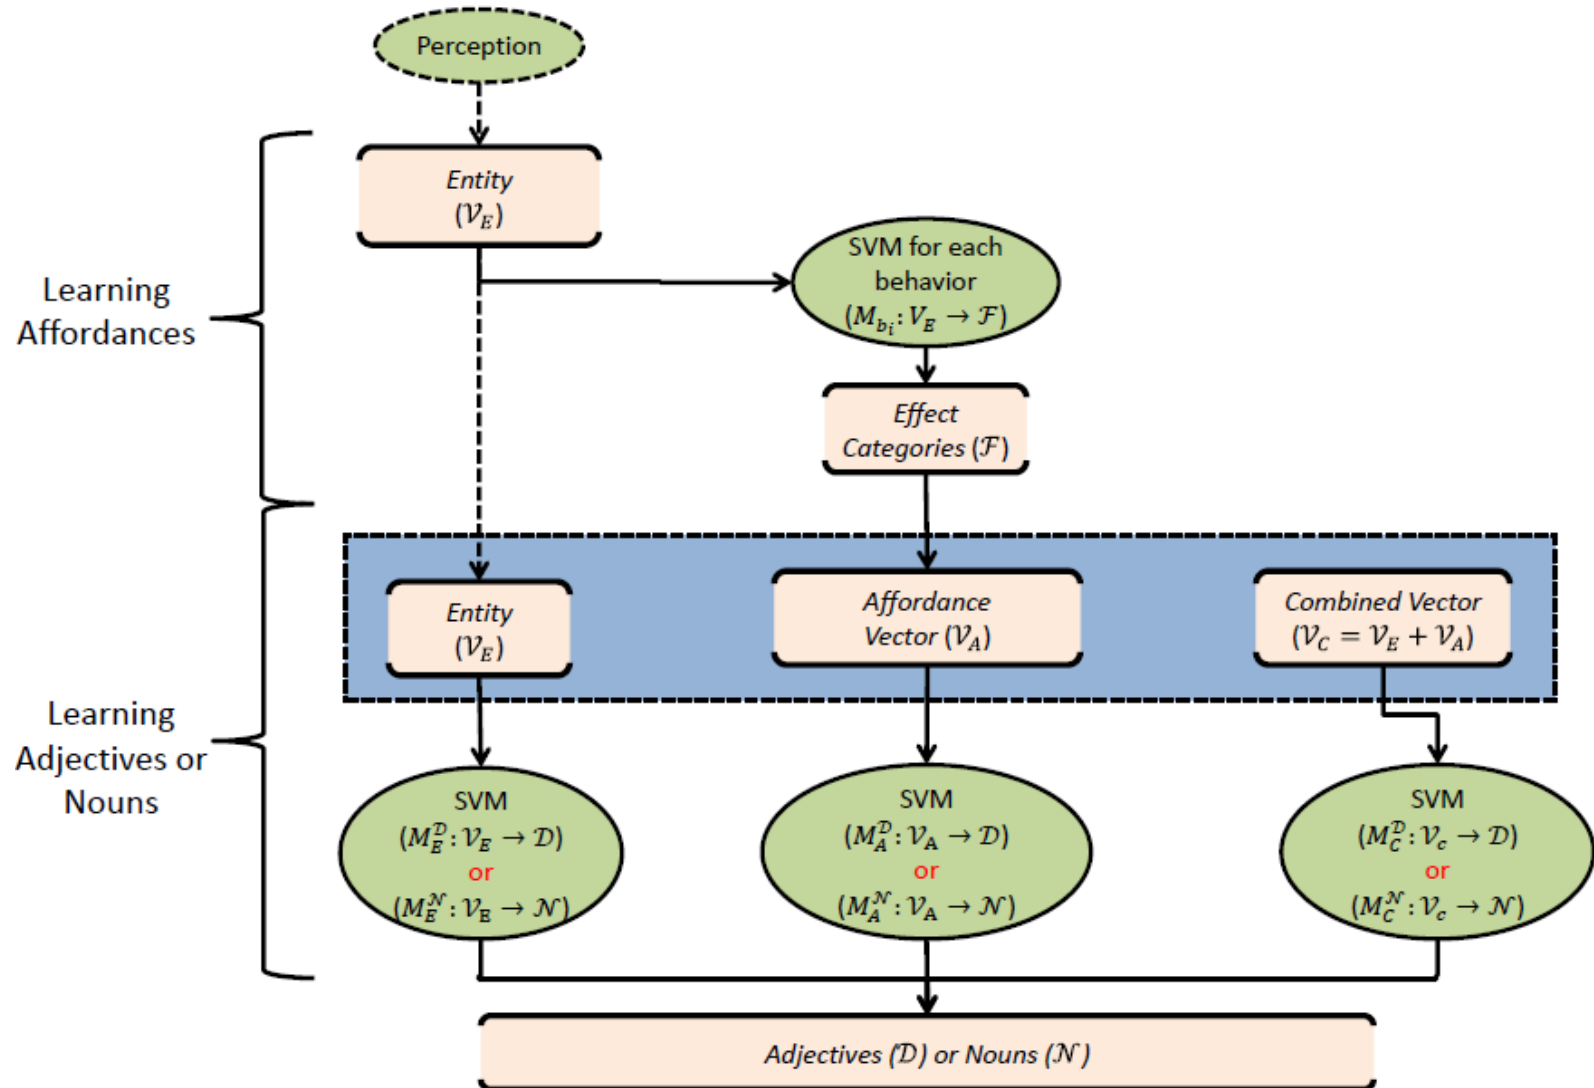 Perception
Entity
(𝒱_E)
SVM for each
behavior
(M_{b_i}: V_E → ℱ)
Learning
Affordances
Effect
Categories (ℱ)
Entity
(𝒱_E)
Affordance
Vector (𝒱_A)
Combined Vector
(𝒱_C = 𝒱_E + 𝒱_A)
Learning
Adjectives or
Nouns
SVM
(M_E^𝒟: 𝒱_E → 𝒟)
or
(M_E^𝒩: 𝒱_E → 𝒩)
SVM
(M_A^𝒟: 𝒱_A → 𝒟)
or
(M_A^𝒩: 𝒱_A → 𝒩)
SVM
(M_C^𝒟: 𝒱_c → 𝒟)
or
(M_C^𝒩: 𝒱_c → 𝒩)
Adjectives (𝒟) or Nouns (𝒩)